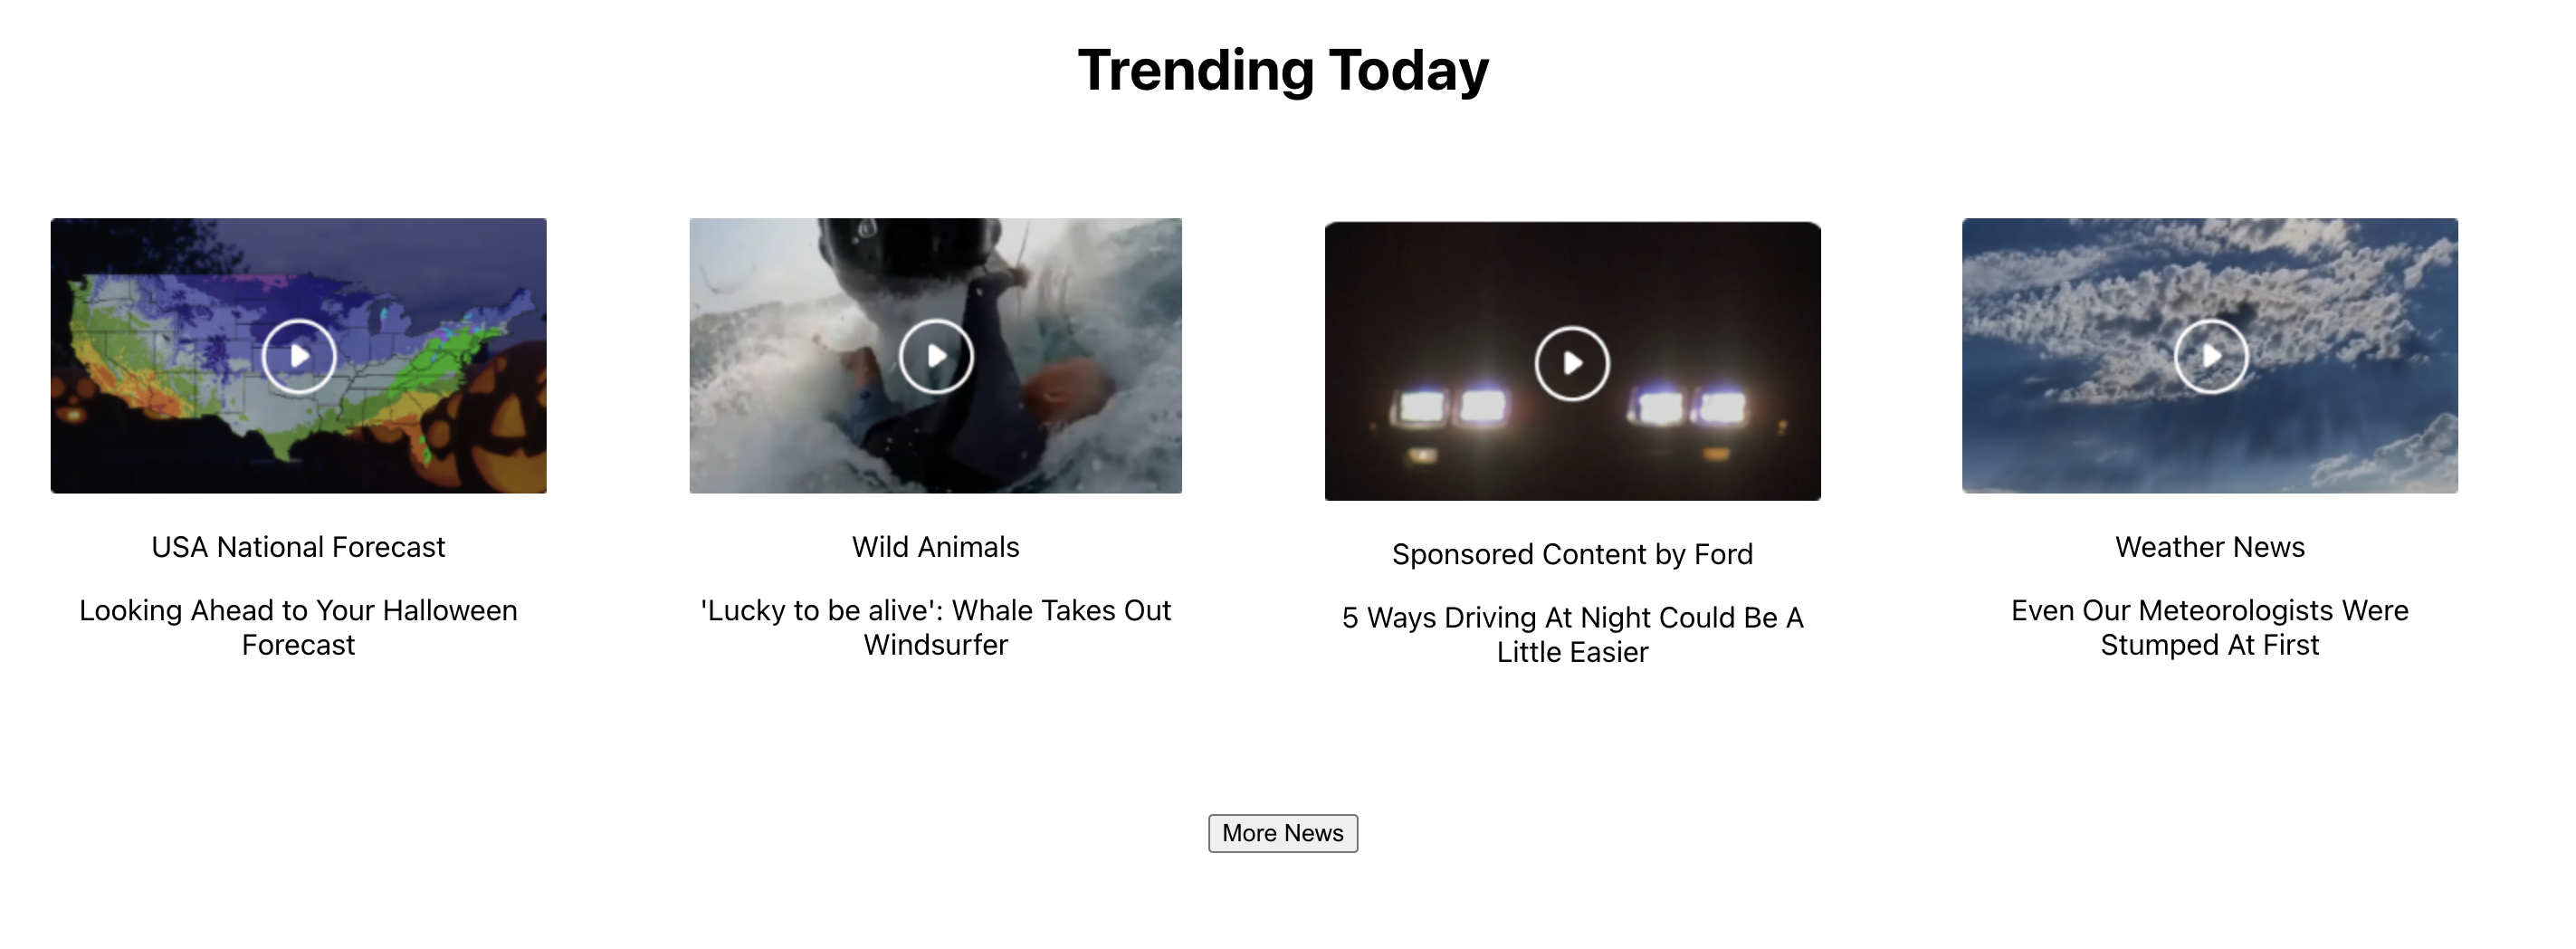 Trending Today
USA National Forecast
Looking Ahead to Your Halloween
Forecast
Wild Animals
'Lucky to be alive': Whale Takes Out
Windsurfer
Sponsored Content by Ford
5 Ways Driving At Night Could Be A
Little Easier
Weather News
Even Our Meteorologists Were
Stumped At First
More News